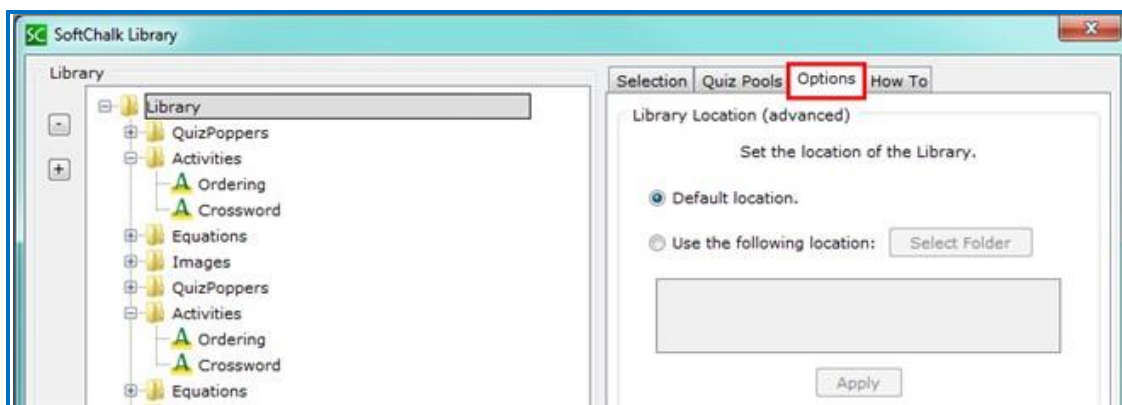 SC SoftChalk Library
x
Library
-
+
Library
QuizPoppers
Activities
A Ordering
A Crossword
Equations
Images
QuizPoppers
Activities
A Ordering
A Crossword
Equations
Selection Quiz Pools Options How To
Library Location (advanced)
Set the location of the Library.
Default location.
Use the following location: Select Folder
Apply